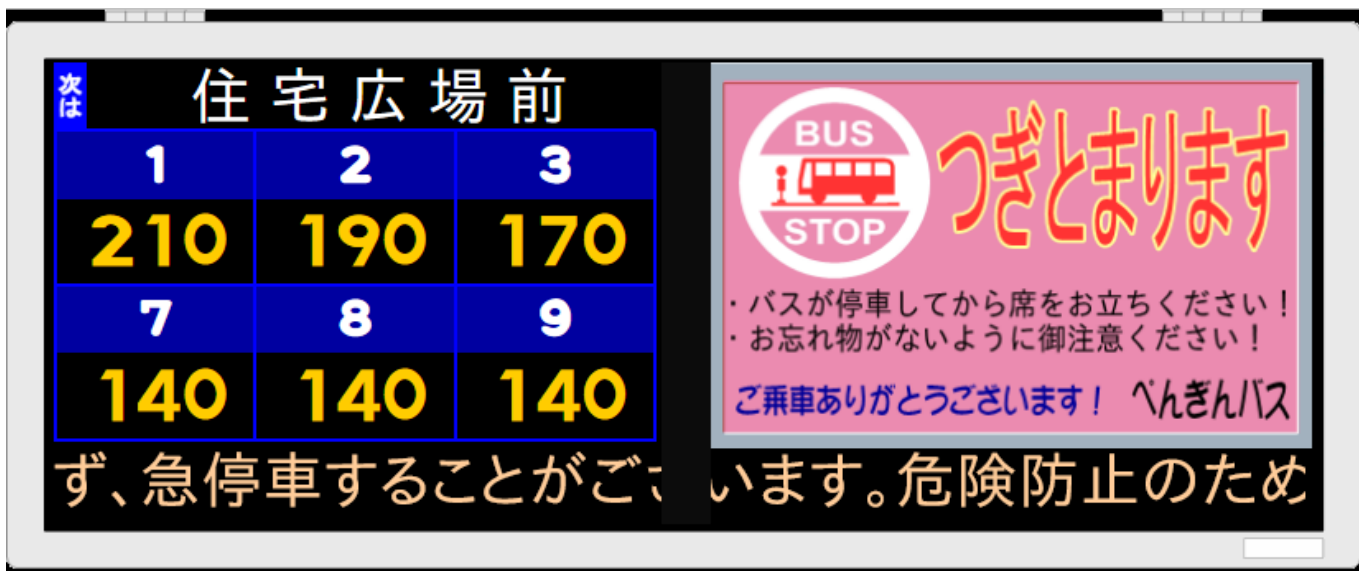 次は
住宅広場前
1 2 3
210 190 170
7 8 9
140 140 140
BUS
STOP
つぎとまります
・バスが停車してから席をお立ちください！
・お忘れ物がないように御注意ください！
ご乗車ありがとうございます！ ぺんぎんバス
ず、急停車することがございます。危険防止のため